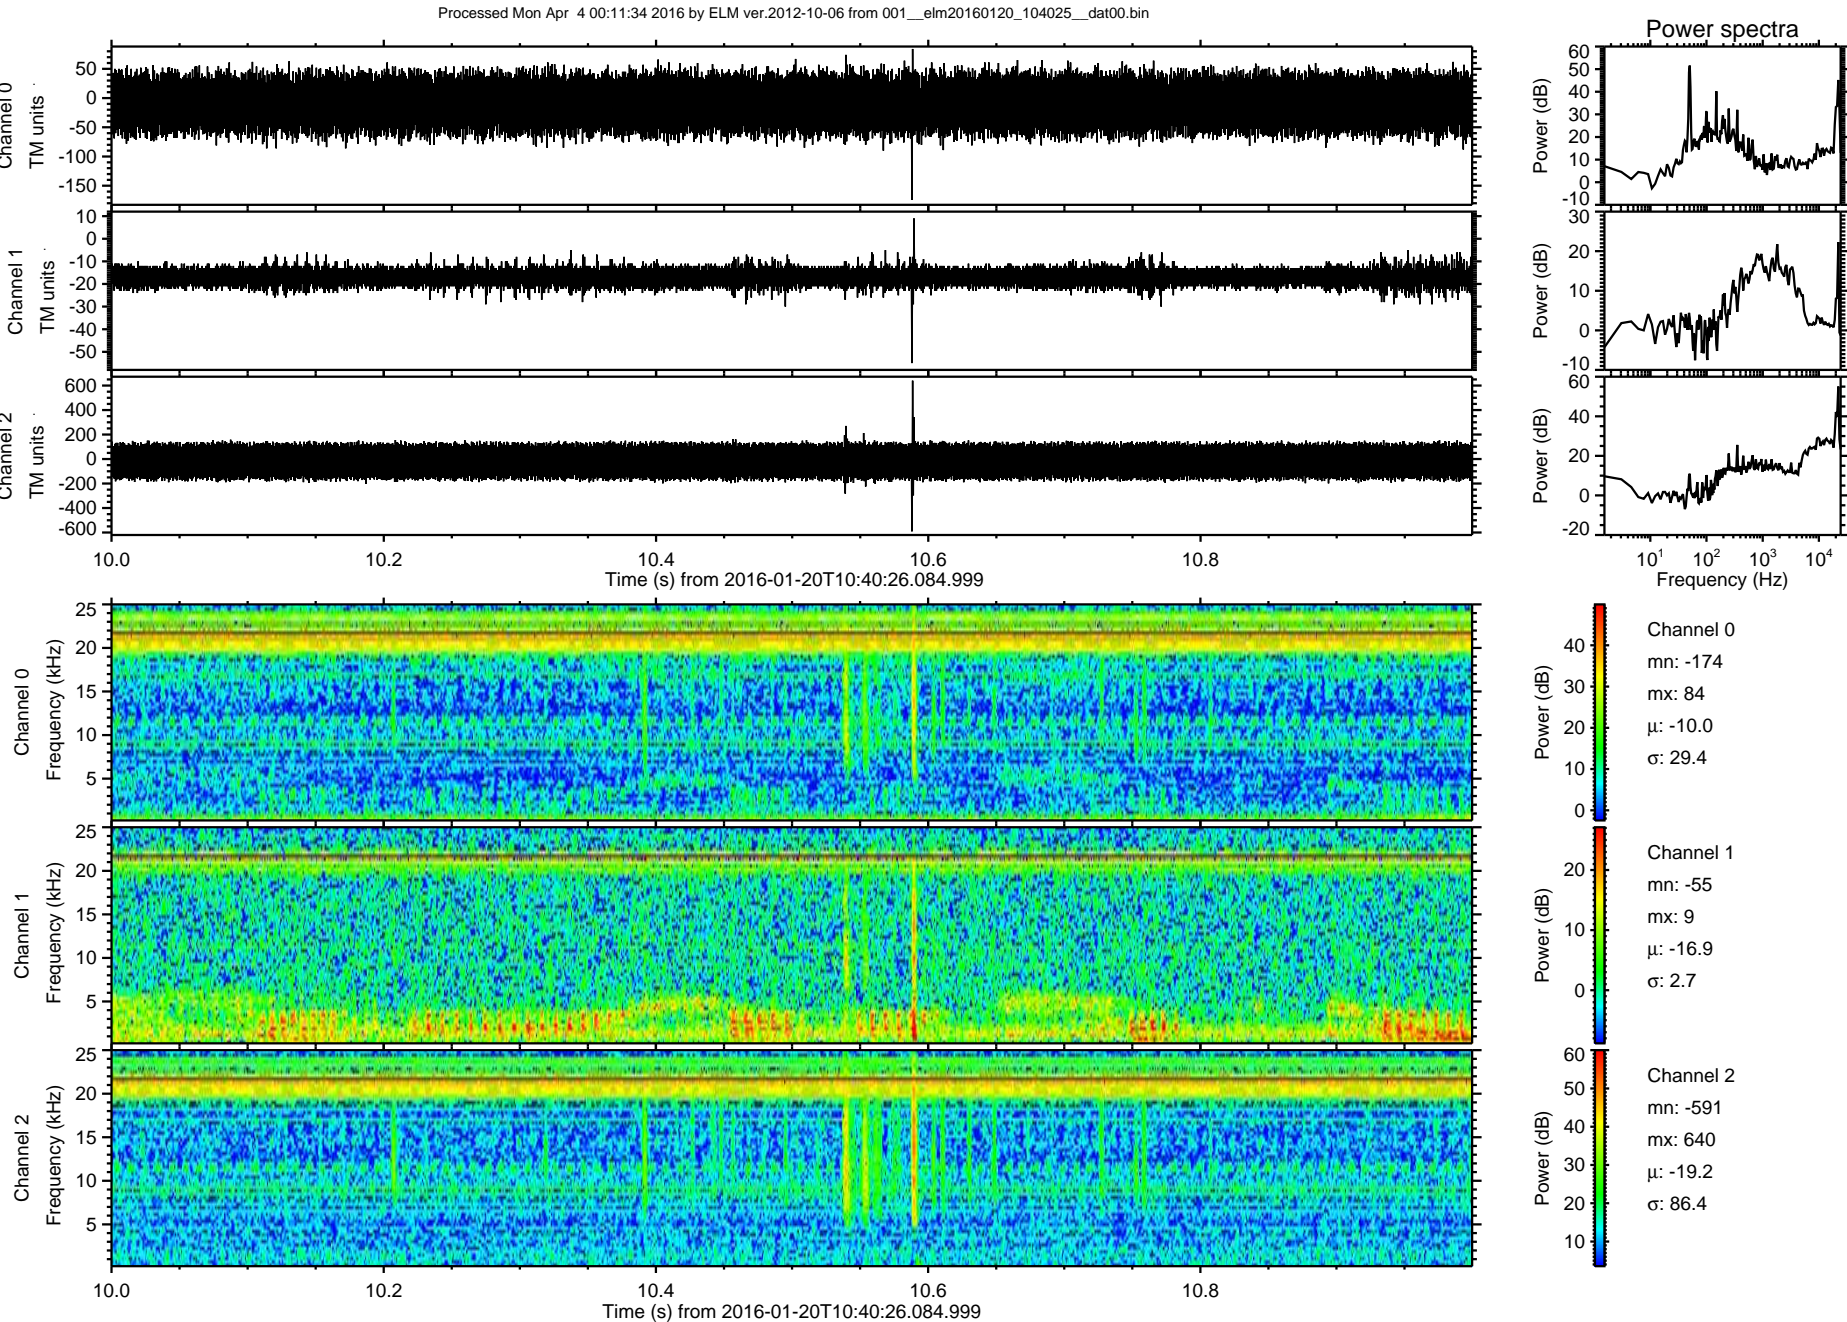 Processed Mon Apr  4 00:11:34 2016 by ELM ver.2012-10-06 from 001__elm20160120_104025__dat00.bin
Power spectra
Channel 0
TM units
50
0
-50
-100
-150
Power (dB)
60
50
40
30
20
10
0
-10
Channel 1
TM units
10
0
-10
-20
-30
-40
-50
Power (dB)
30
20
10
0
-10
Channel 2
TM units
600
400
200
0
-200
-400
-600
Power (dB)
60
40
20
0
-20
10.0 10.2 10.4 10.6 10.8
Time (s) from 2016-01-20T10:40:26.084.999
10¹ 10² 10³ 10⁴
Frequency (Hz)
Channel 0
Frequency (kHz)
25
20
15
10
5
Power (dB)
40
30
20
10
0
Channel 0
mn: -174
mx: 84
μ: -10.0
σ: 29.4
Channel 1
Frequency (kHz)
25
20
15
10
5
Power (dB)
20
10
0
Channel 1
mn: -55
mx: 9
μ: -16.9
σ: 2.7
Channel 2
Frequency (kHz)
25
20
15
10
5
Power (dB)
60
50
40
30
20
10
Channel 2
mn: -591
mx: 640
μ: -19.2
σ: 86.4
10.0 10.2 10.4 10.6 10.8
Time (s) from 2016-01-20T10:40:26.084.999